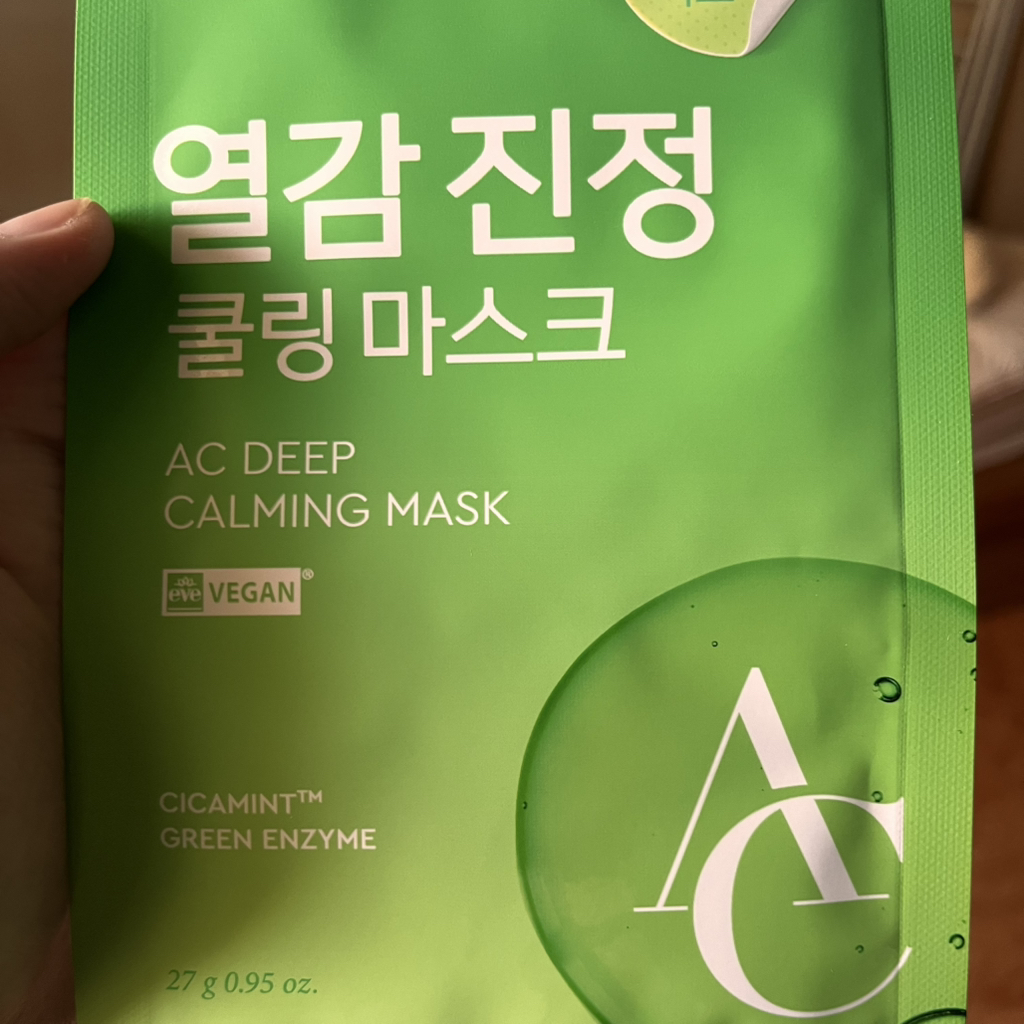 열감 진정
쿨링 마스크
AC DEEP
CALMING MASK
eve VEGAN®
CICAMINT™
GREEN ENZYME
AC
27 g 0.95 oz.